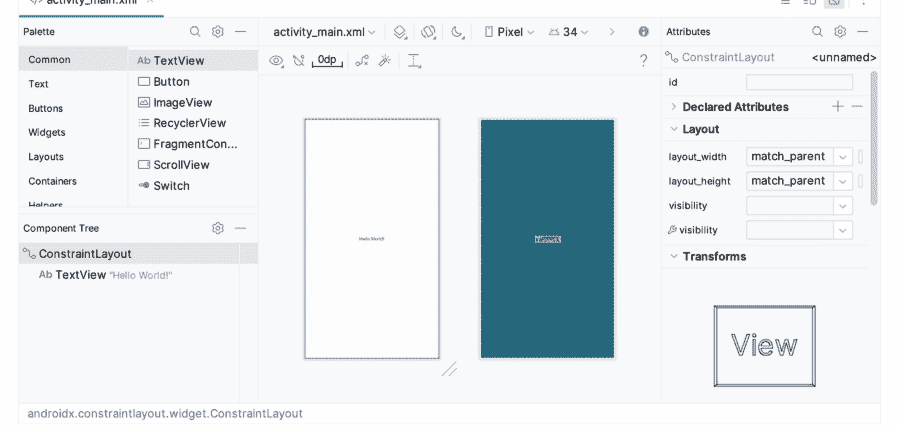 activity_main.xml
Palette
Common
Text
Buttons
Widgets
Layouts
Containers
Helpers
Ab TextView
Button
ImageView
RecyclerView
FragmentCon...
ScrollView
Switch
Component Tree
ConstraintLayout
Ab TextView "Hello World!"
activity_main.xml
Pixel
34
0dp
?
Hello World!
Attributes
ConstraintLayout
<unnamed>
id
Declared Attributes
Layout
layout_width match_parent
layout_height match_parent
visibility
visibility
Transforms
View
androidx.constraintlayout.widget.ConstraintLayout